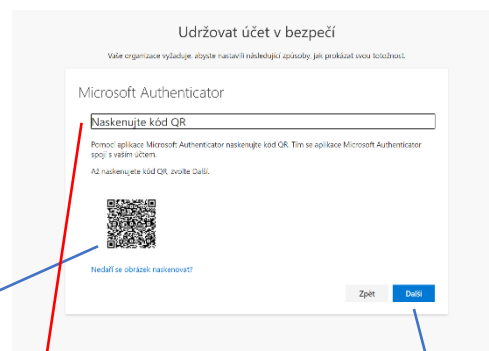 Udržovat účet v bezpečí
Vaše organizace vyžaduje, abyste nastavili následující způsoby, jak prokázat svou totožnost.
Microsoft Authenticator
Naskenujte kód QR
Pomocí aplikace Microsoft Authenticator naskenujte kód QR. Tím se aplikace Microsoft Authenticator
spojí s vaším účtem.
Až naskenujete kód QR, zvolte Další.
Nedaří se obrázek naskenovat?
Zpět
Další